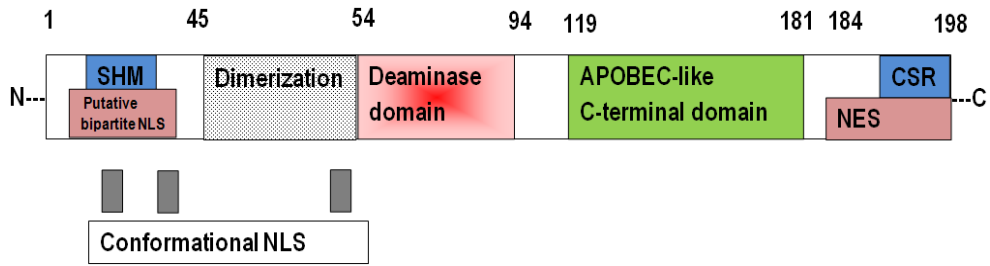 1 45 54 94 119 181 184 198
N--- SHM Dimerization Deaminase APOBEC-like CSR ---C
Putative domain C-terminal domain NES
bipartite NLS
Conformational NLS